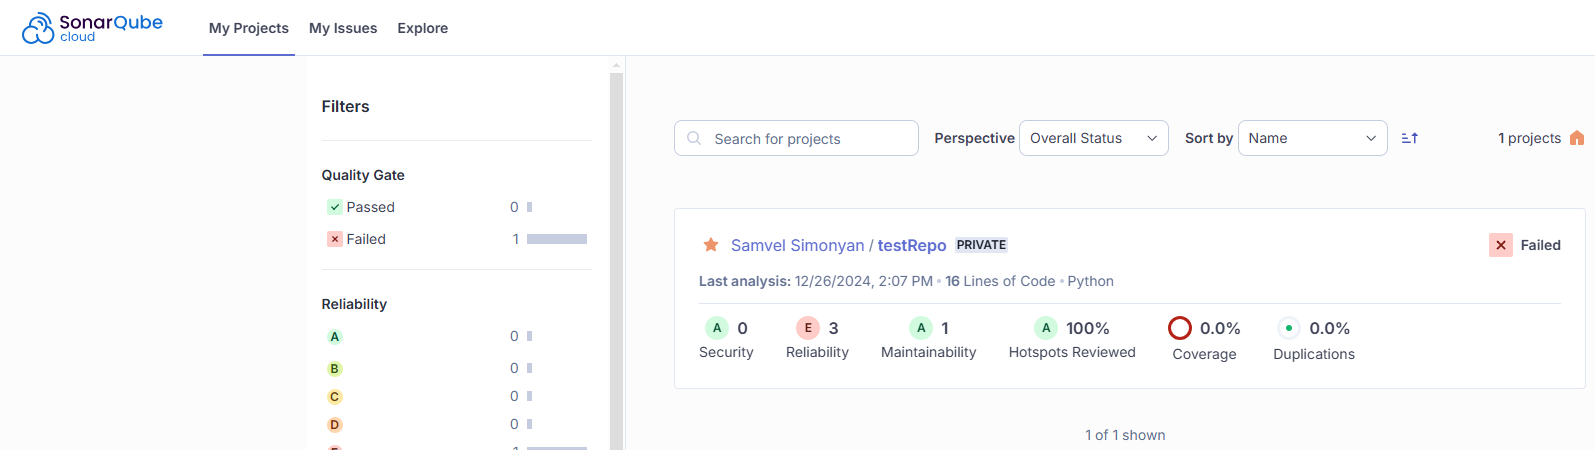 SonarQube
cloud
My Projects
My Issues
Explore
Filters
Quality Gate
Passed 0
Failed 1
Reliability
A 0
B 0
C 0
D 0
Search for projects
Perspective Overall Status
Sort by Name
1 projects
Samvel Simonyan / testRepo PRIVATE
Failed
Last analysis: 12/26/2024, 2:07 PM • 16 Lines of Code • Python
A 0
Security
E 3
Reliability
A 1
Maintainability
A 100%
Hotspots Reviewed
0.0%
Coverage
0.0%
Duplications
1 of 1 shown